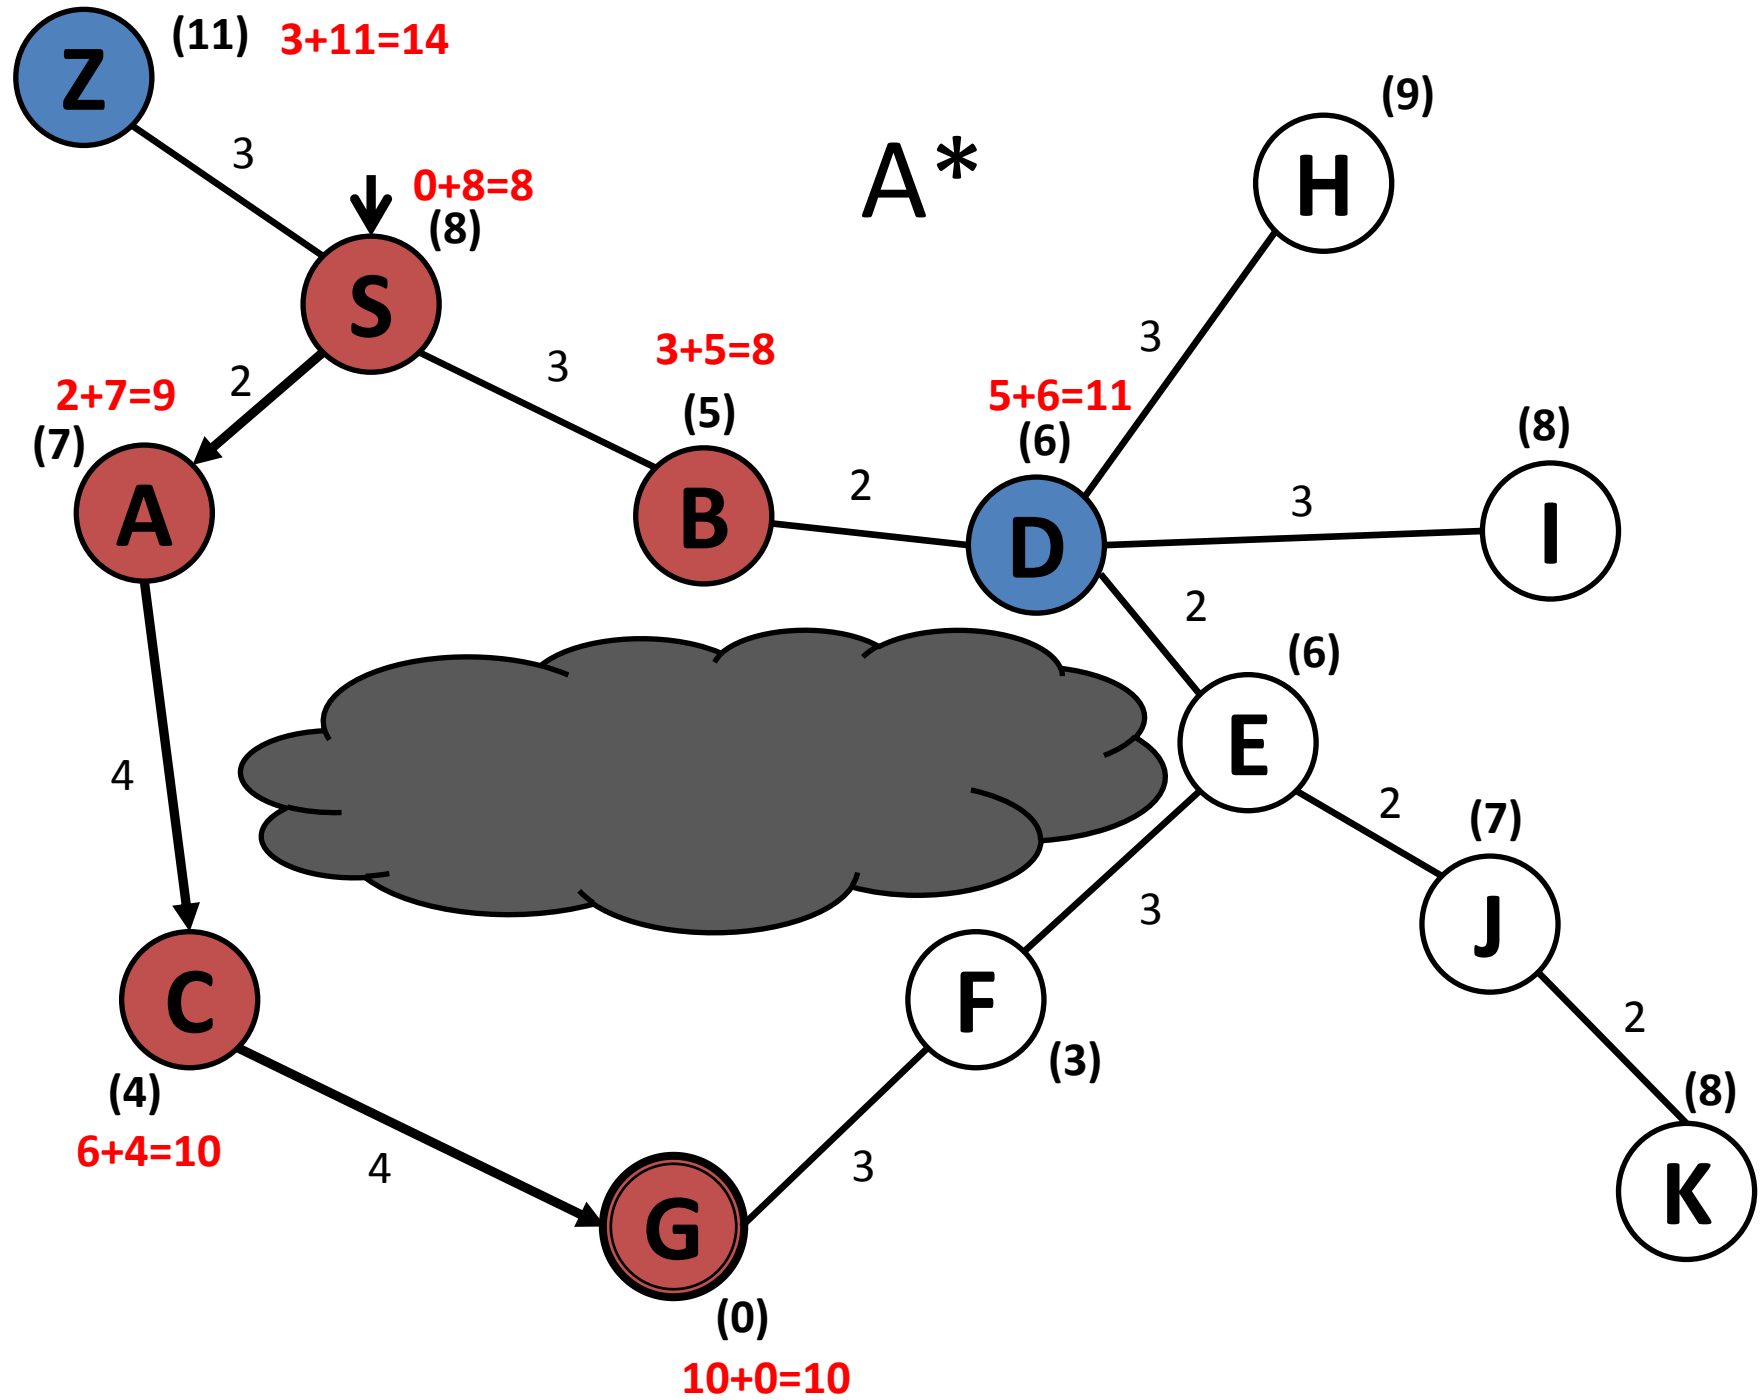 Z (11) 3+11=14
(9)
H
A*
3
0+8=8
(8)
S
3
3
3+5=8
2
2+7=9
5+6=11
(5)
(8)
(7)
(6)
2
3
A
B
D
I
2
(6)
E
4
2
(7)
3
J
C
F
2
(4)
(3)
(8)
6+4=10
4
3
K
G
(0)
10+0=10